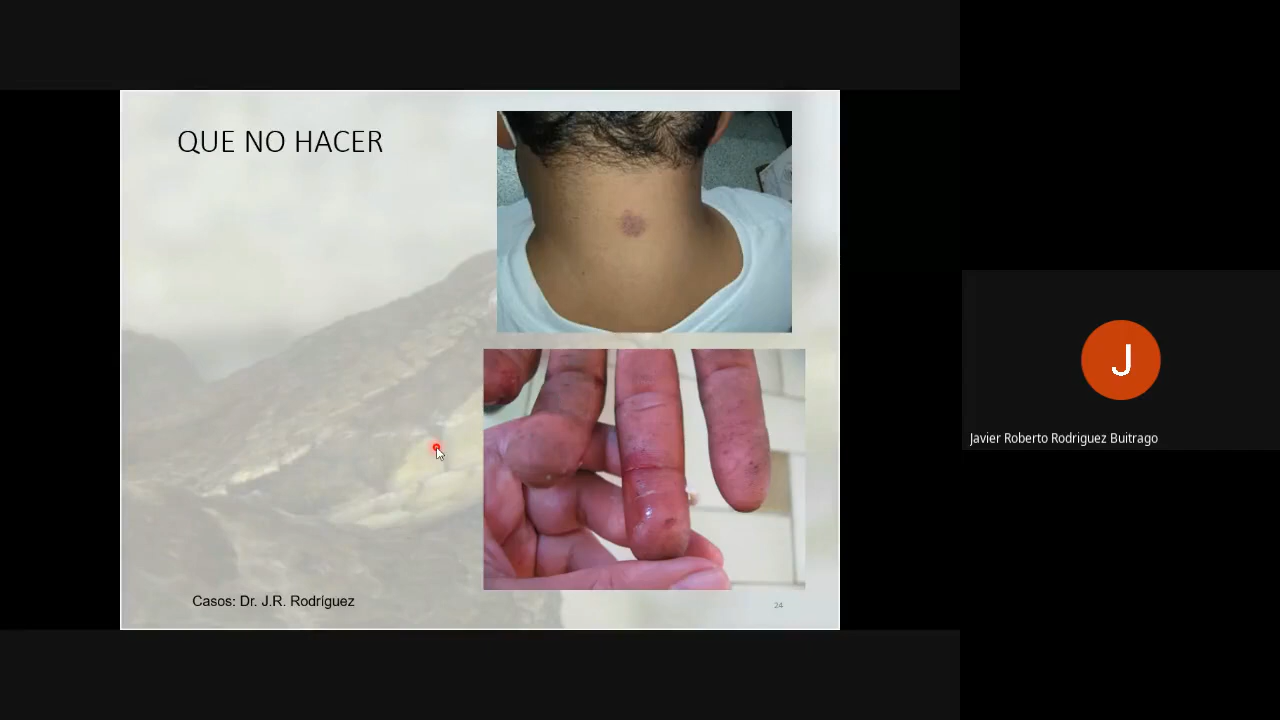 QUE NO HACER
Casos: Dr. J.R. Rodríguez
24
J
Javier Roberto Rodriguez Buitrago